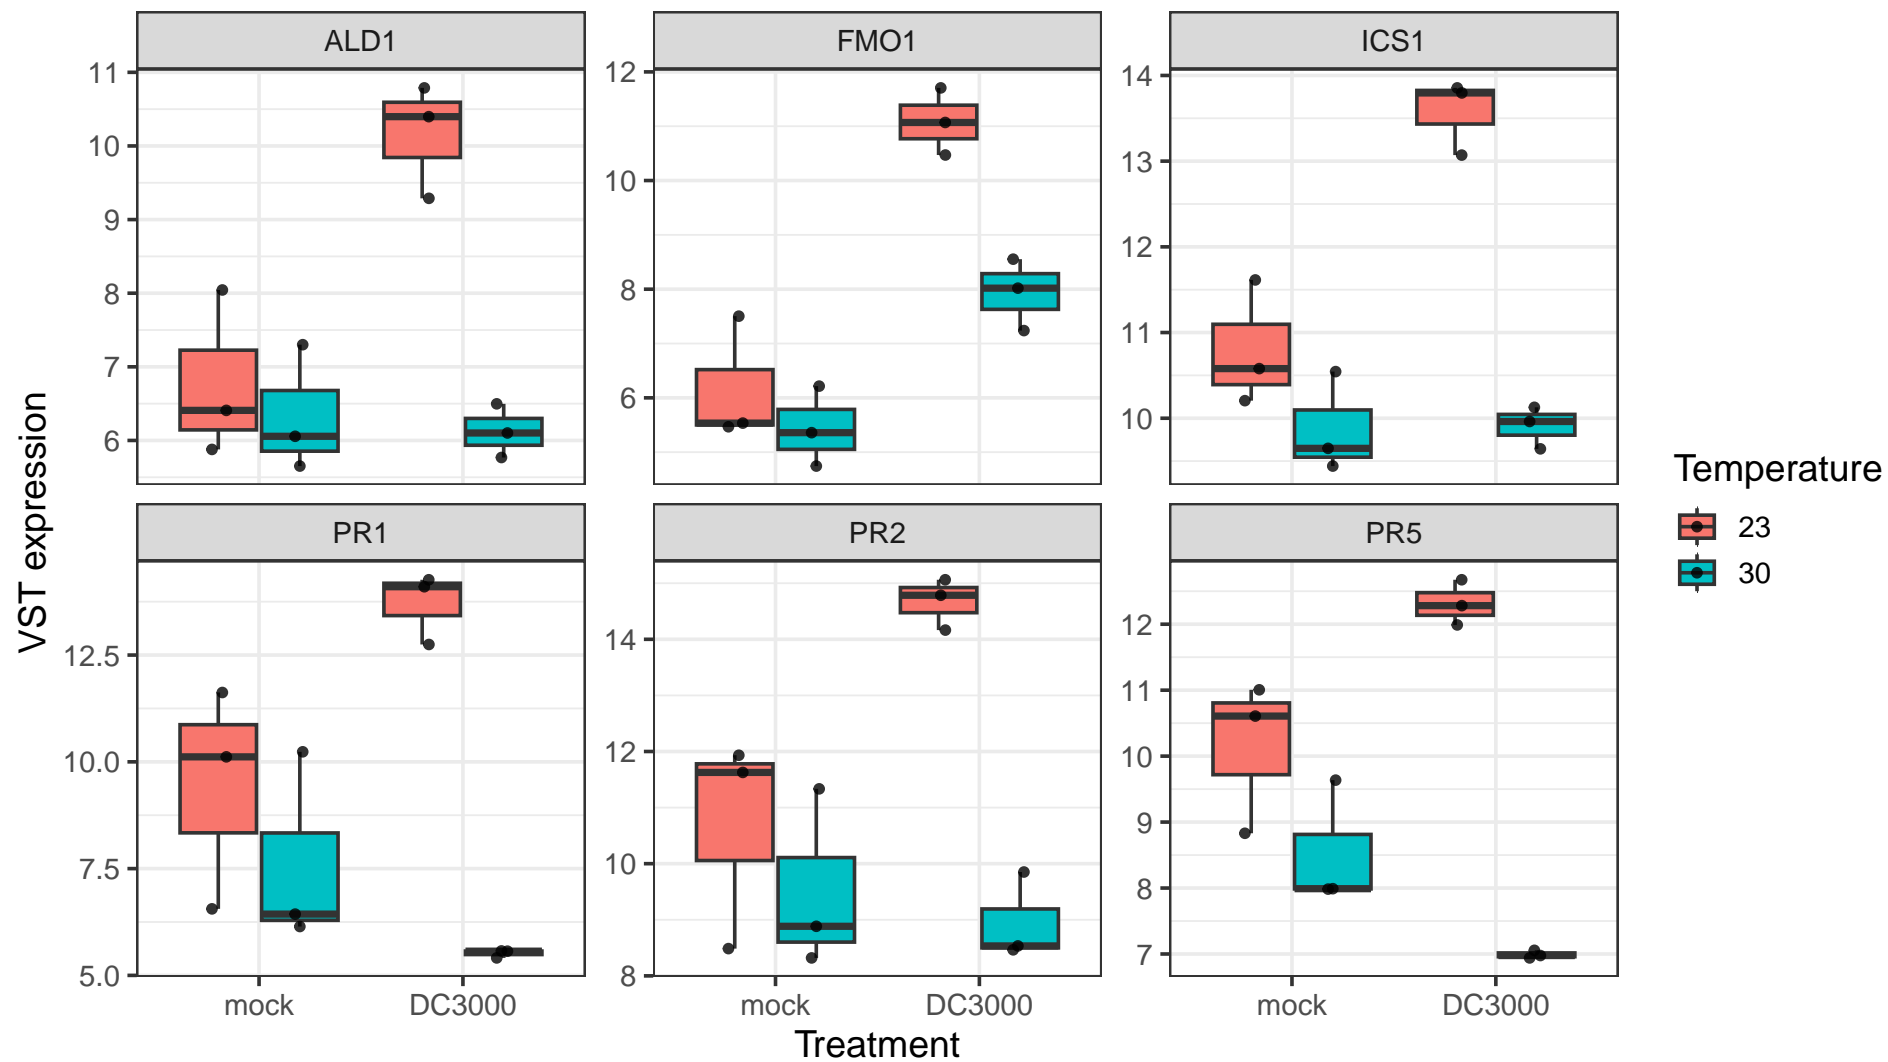 ALD1
FMO1
ICS1
11
10
9
8
7
6
12
10
8
6
14
13
12
11
10
VST expression
PR1
PR2
PR5
12.5
10.0
7.5
5.0
14
12
10
8
12
11
10
9
8
7
mock
DC3000
mock
DC3000
mock
DC3000
Treatment
Temperature
23
30